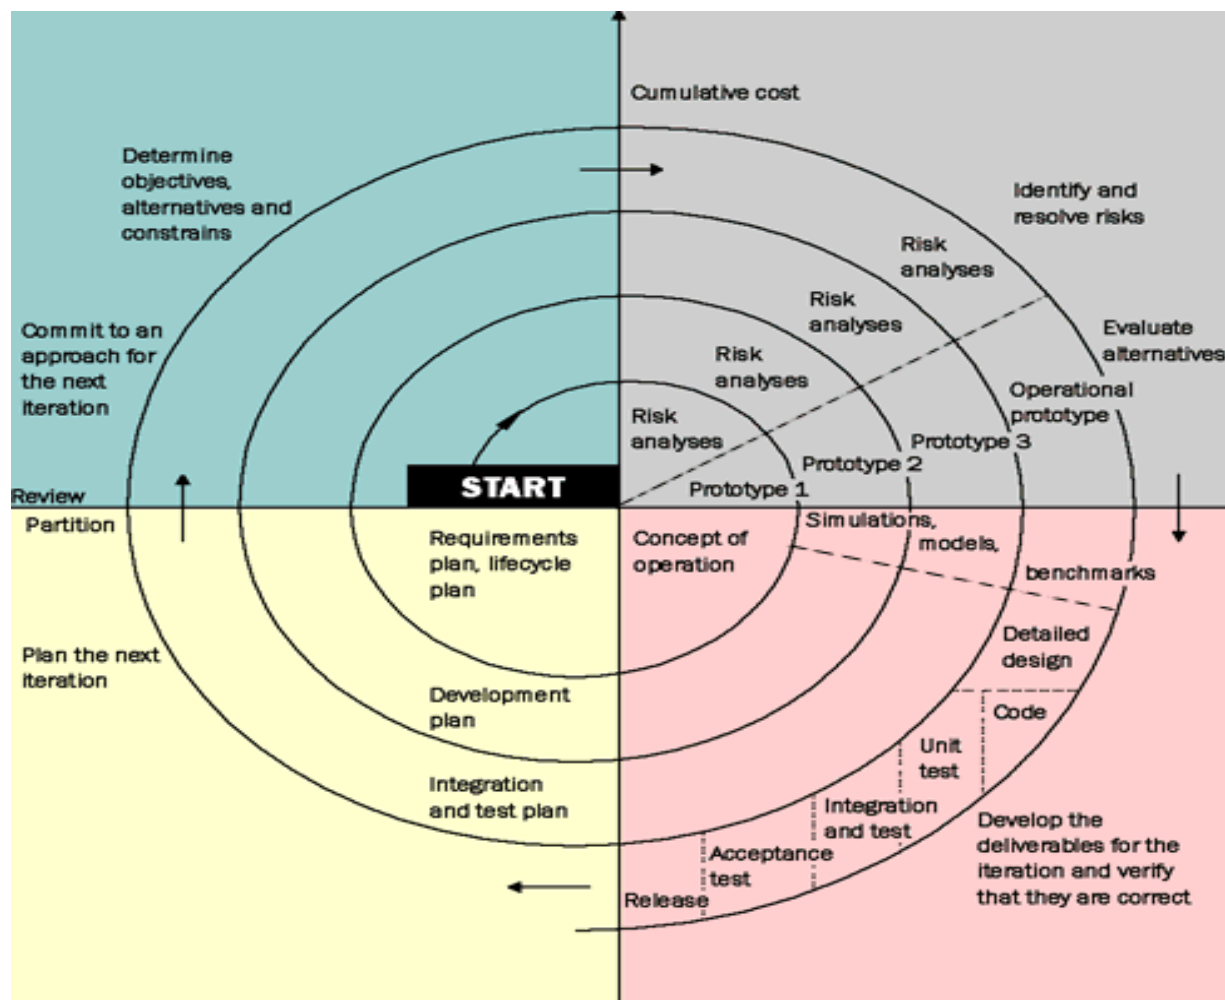 Cumulative cost
Determine
objectives,
alternatives and
constrains
Identify and
resolve risks
Risk
analyses
Risk
analyses
Commit to an
approach for
the next
iteration
Evaluate
alternatives
Risk
analyses
Operational
prototype
Risk
analyses
Prototype 3
Prototype 2
START
Prototype 1
Review
Partition
Requirements
plan, lifecycle
plan
Concept of
operation
Simulations,
models,
benchmarks
Detailed
design
Plan the next
iteration
Development
plan
Code
Unit
test
Integration
and test plan
Integration
and test
Develop the
deliverables for the
iteration and verify
that they are correct
Acceptance
test
Release